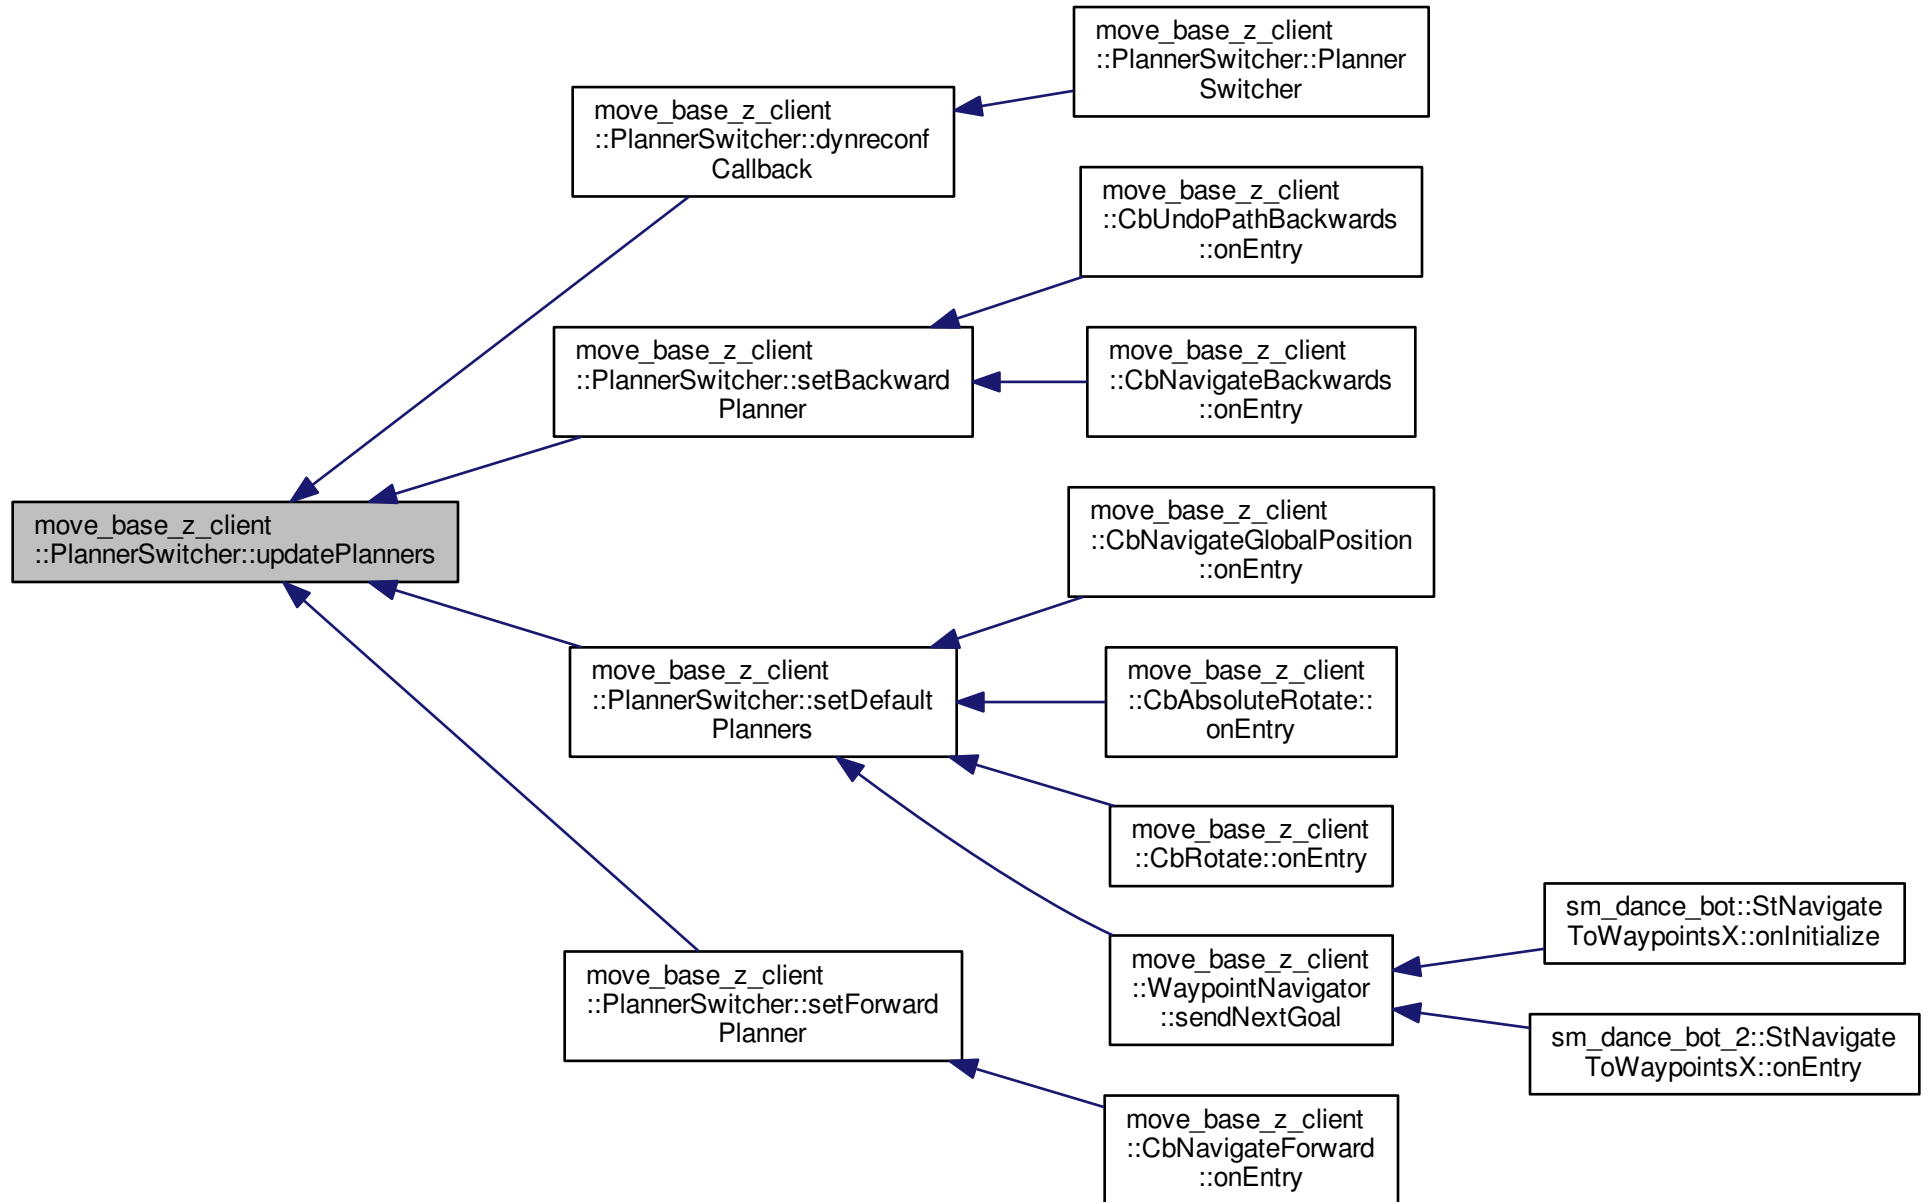 move_base_z_client
::PlannerSwitcher::Planner
Switcher
move_base_z_client
::PlannerSwitcher::dynreconf
Callback
move_base_z_client
::CbUndoPathBackwards
::onEntry
move_base_z_client
::PlannerSwitcher::setBackward
Planner
move_base_z_client
::CbNavigateBackwards
::onEntry
move_base_z_client
::PlannerSwitcher::updatePlanners
move_base_z_client
::CbNavigateGlobalPosition
::onEntry
move_base_z_client
::PlannerSwitcher::setDefault
Planners
move_base_z_client
::CbAbsoluteRotate::
onEntry
move_base_z_client
::CbRotate::onEntry
sm_dance_bot::StNavigate
ToWaypointsX::onInitialize
move_base_z_client
::WaypointNavigator
::sendNextGoal
move_base_z_client
::PlannerSwitcher::setForward
Planner
sm_dance_bot_2::StNavigate
ToWaypointsX::onEntry
move_base_z_client
::CbNavigateForward
::onEntry